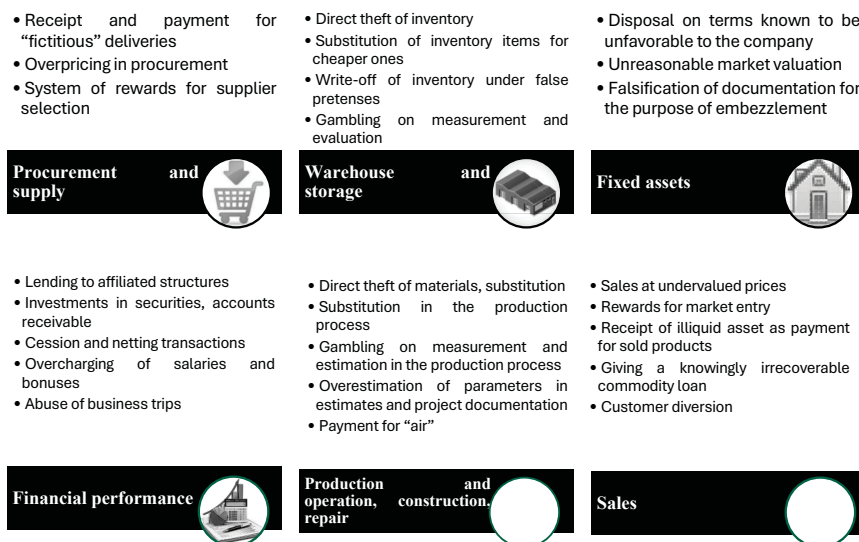 • Receipt and payment for
“fictitious” deliveries
• Overpricing in procurement
• System of rewards for supplier
selection
Procurement and
supply
• Direct theft of inventory
• Substitution of inventory items for
cheaper ones
• Write-off of inventory under false
pretenses
• Gambling on measurement and
evaluation
Warehouse and
storage
• Disposal on terms known to be
unfavorable to the company
• Unreasonable market valuation
• Falsification of documentation for
the purpose of embezzlement
Fixed assets
• Lending to affiliated structures
• Investments in securities, accounts
receivable
• Cession and netting transactions
• Overcharging of salaries and
bonuses
• Abuse of business trips
Financial performance
• Direct theft of materials, substitution
• Substitution in the production
process
• Gambling on measurement and
estimation in the production process
• Overestimation of parameters in
estimates and project documentation
• Payment for “air”
Production and
operation, construction,
repair
• Sales at undervalued prices
• Rewards for market entry
• Receipt of illiquid asset as payment
for sold products
• Giving a knowingly irrecoverable
commodity loan
• Customer diversion
Sales